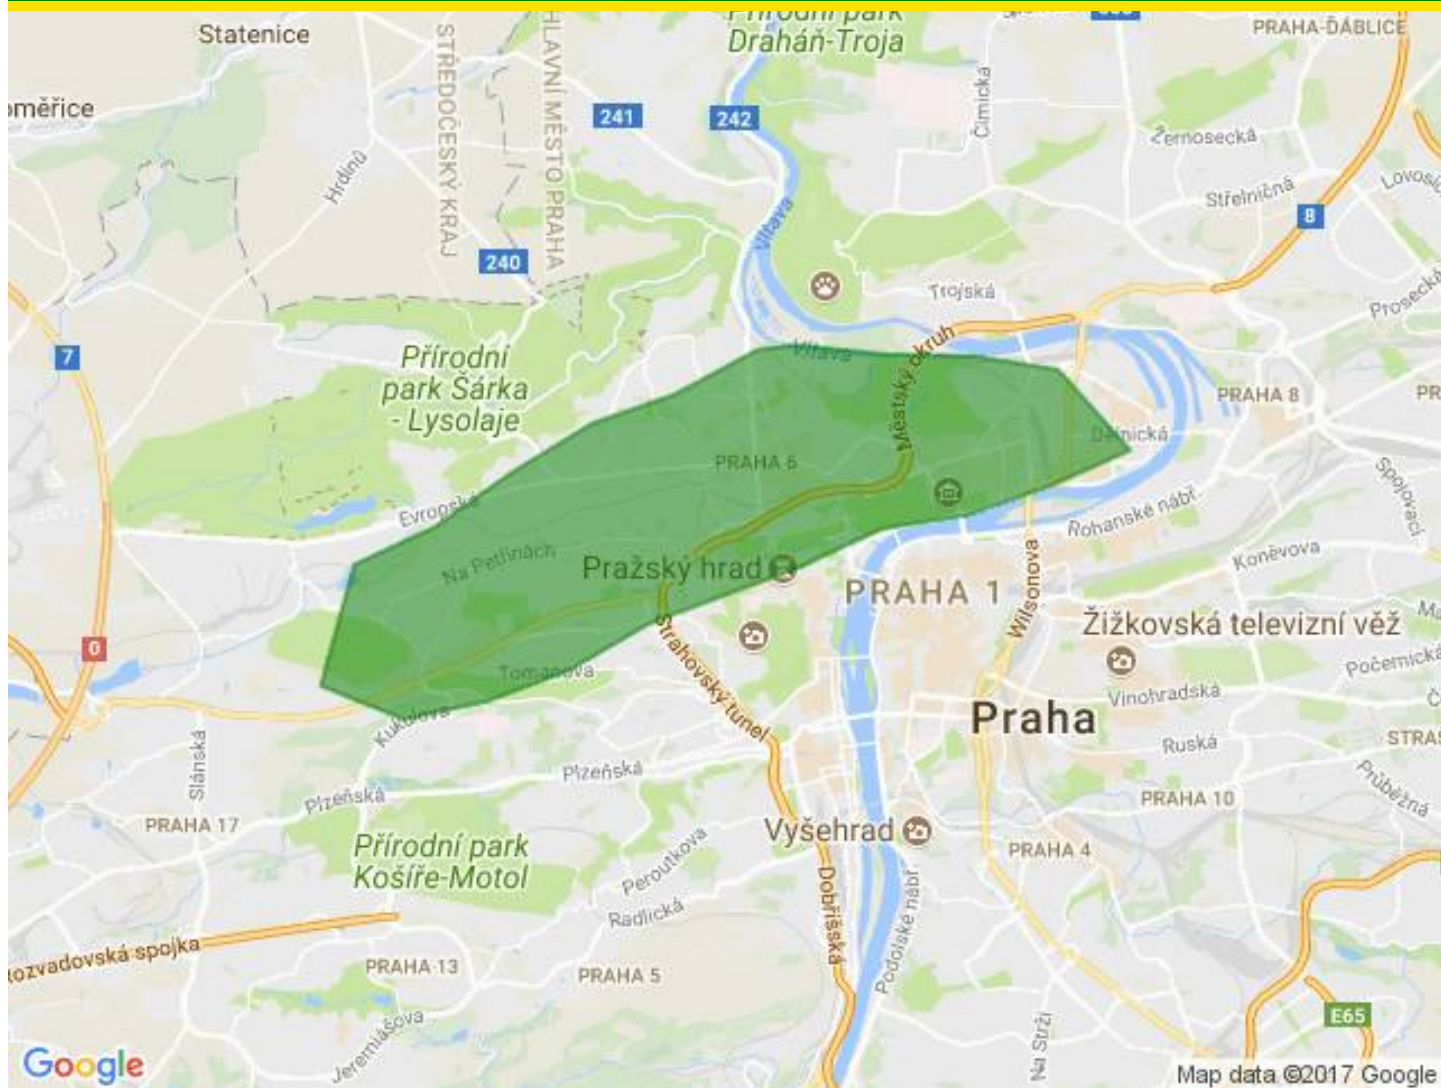 Přírodní park
Draháň-Troja
PRAHA-ĎÁBLICE
Statenice
STŘEDOČESKÝ KRAJ
HLAVNÍ MĚSTO PRAHA
oměřice
241
242
Čimická
Žernosecká
Hrdinů
Střelničná
Lovosic
8
Vltava
240
Trojská
Prosecká
7
Městský okruh
Vltava
Přírodní
park Šárka
- Lysolaje
PRAHA 8
PR
Dělnická
PRAHA 6
Evropská
Rohanské nábř
Spojovací
Na Petřinách
Pražský hrad
PRAHA 1
Wilsonova
Koněvova
0
Strahovský tunel
Žižkovská televizní věž
Počernická
Tomanova
Vinohradská
Kukulova
Praha
Ruská
STRAŠ
Slánská
Plzeňská
Plzeňská
Průběžná
PRAHA 10
PRAHA 17
Vyšehrad
Přírodní park
Košíře-Motol
PRAHA 4
Peroutkova
Dobříšská
Podolské nábř
Radlická
rozvadovská spojka
PRAHA 13
PRAHA 5
Jeremiášova
Na Strži
E65
Google
Map data ©2017 Google